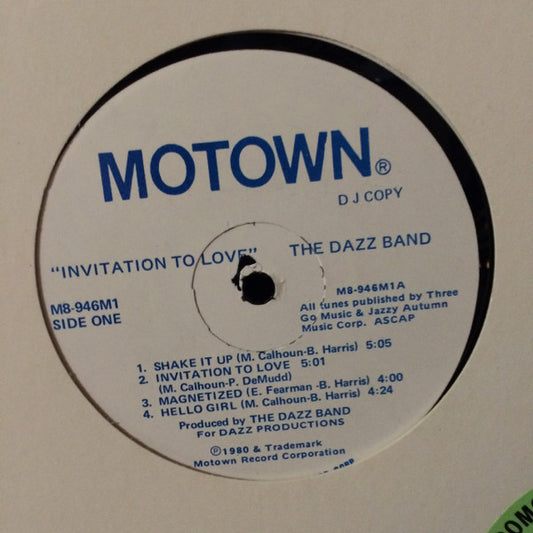 MOTOWN®
D J COPY
"INVITATION TO LOVE" THE DAZZ BAND
M8-946M1
SIDE ONE
M8-946M1A
All tunes published by Three
Go Music & Jazzy Autumn
Music Corp. ASCAP
1. SHAKE IT UP (M. Calhoun-B. Harris) 5:05
2. INVITATION TO LOVE 5:01
(M. Calhoun-P. DeMudd)
3. MAGNETIZED (E. Fearman -B. Harris) 4:00
4. HELLO GIRL (M. Calhoun-B. Harris) 4:24
Produced by THE DAZZ BAND
For DAZZ PRODUCTIONS
℗1980 & Trademark
Motown Record Corporation